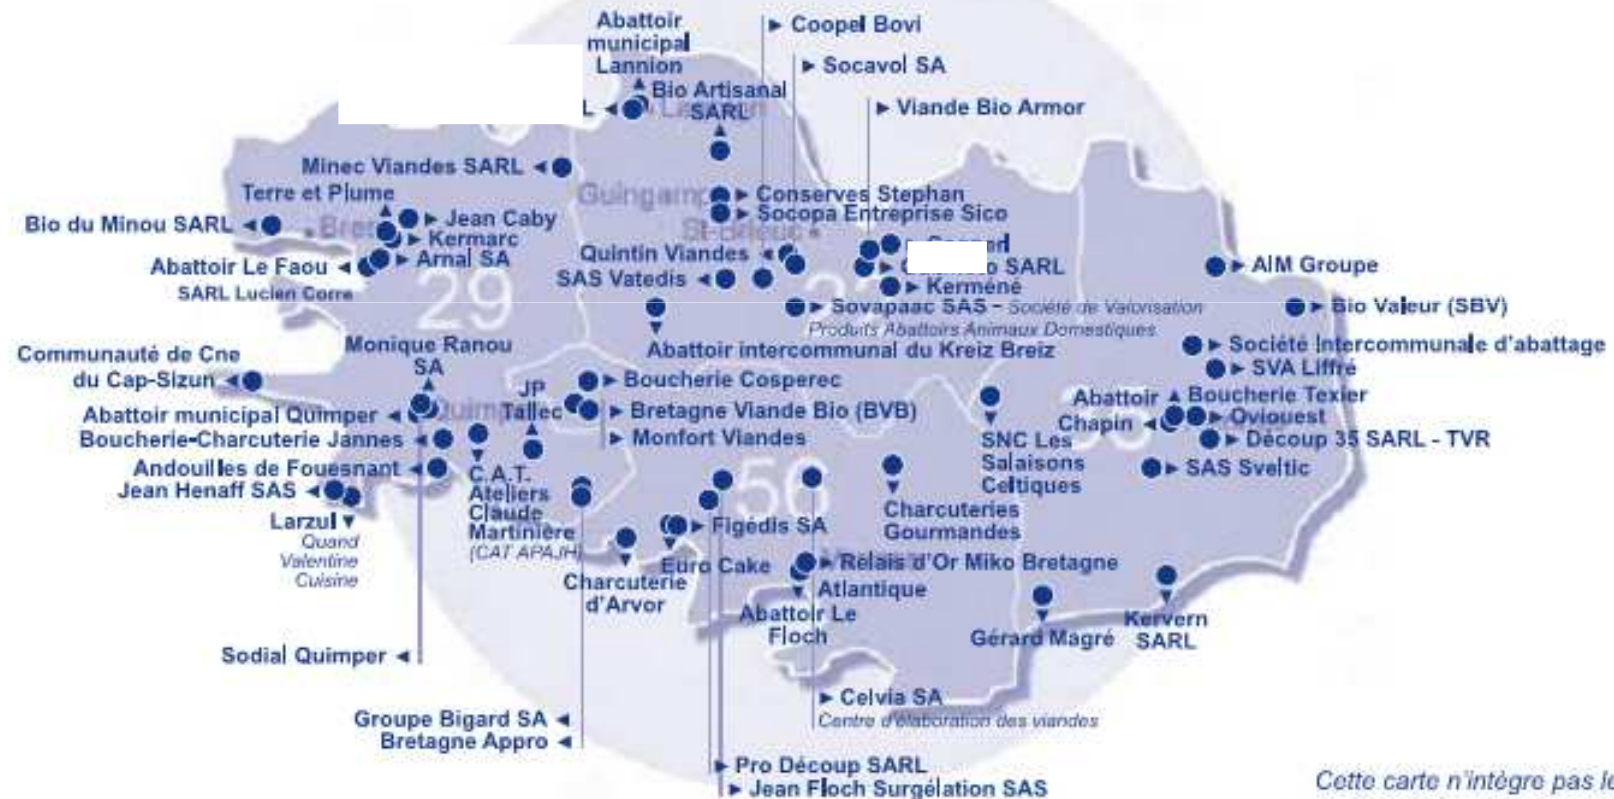 Abattoir
municipal
Lannion
Coopel Bovi
Socavol SA
Bio Artisanal
SARL
Viande Bio Armor
L
Minec Viandes SARL
Terre et Plume
Guingamp
Conserves Stephan
Socopa Entreprise Sico
St-Brieuc
Bio du Minou SARL
Jean Caby
Kermarc
Arnal SA
Abattoir Le Faou
SARL Lucien Corre
Quintin Viandes
SAS Vatedis
SARL
Kerméné
AIM Groupe
Bio Valeur (SBV)
29
Sovapaac SAS - Société de Valorisation
Produits Abattoirs Animaux Domestiques
Abattoir intercommunal du Kreiz Breiz
Société Intercommunale d'abattage
SVA Liffré
Communauté de Cne
du Cap-Sizun
Monique Ranou
SA
JP
Tallec
Boucherie Cosperec
Bretagne Viande Bio (BVB)
Monfort Viandes
Abattoir
Chapin
Boucherie Texier
Oviouest
Découp 35 SARL - TVR
SAS Sveltic
35
Abattoir municipal Quimper
Boucherie-Charcuterie Jannes
Andouilles de Fouesnant
Jean Henaff SAS
Larzul
Quand
Valentine
Cuisine
C.A.T.
Ateliers
Claude
Martinière
(CAT APAJH)
SNC Les
Salaisons
Celtiques
56
Charcuteries
Gourmandes
Figédis SA
Euro Cake
Charcuterie
d'Arvor
Relais d'Or Miko Bretagne
Atlantique
Abattoir Le
Floch
Gérard Magré
Kervern
SARL
Sodial Quimper
Celvia SA
Centre d'élaboration des viandes
Groupe Bigard SA
Bretagne Appro
Pro Découp SARL
Jean Floch Surgélation SAS
Cette carte n'intègre pas le